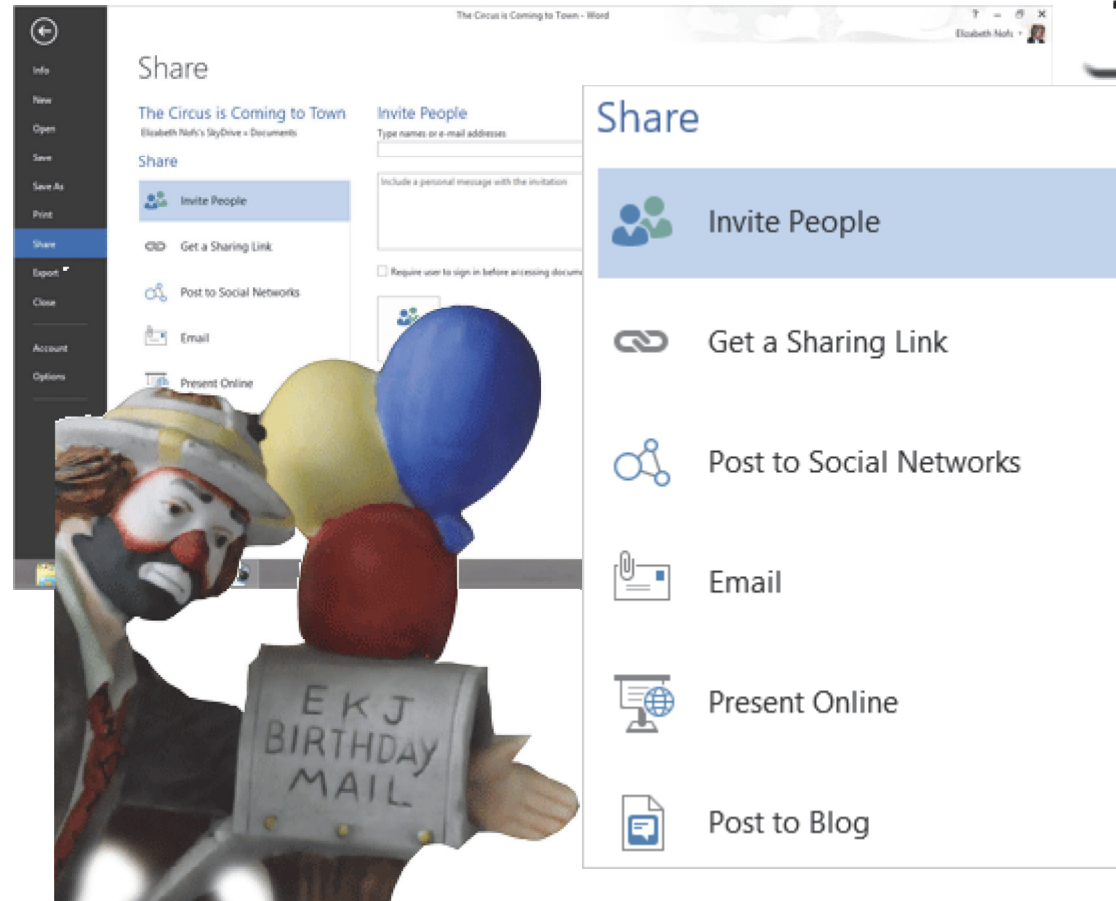 The Circus is Coming to Town - Word
? – X
Elizabeth Nofs
Info
New
Open
Save
Save As
Print
Share
Export
Close
Account
Options
Share
The Circus is Coming to Town
Elizabeth Nofs's SkyDrive » Documents
Share
Invite People
Get a Sharing Link
Post to Social Networks
Email
Present Online
Invite People
Type names or e-mail addresses
Include a personal message with the invitation
Require user to sign in before accessing docume
Share
Invite People
Get a Sharing Link
Post to Social Networks
Email
Present Online
Post to Blog
E K J
BIRTHDAY
MAIL